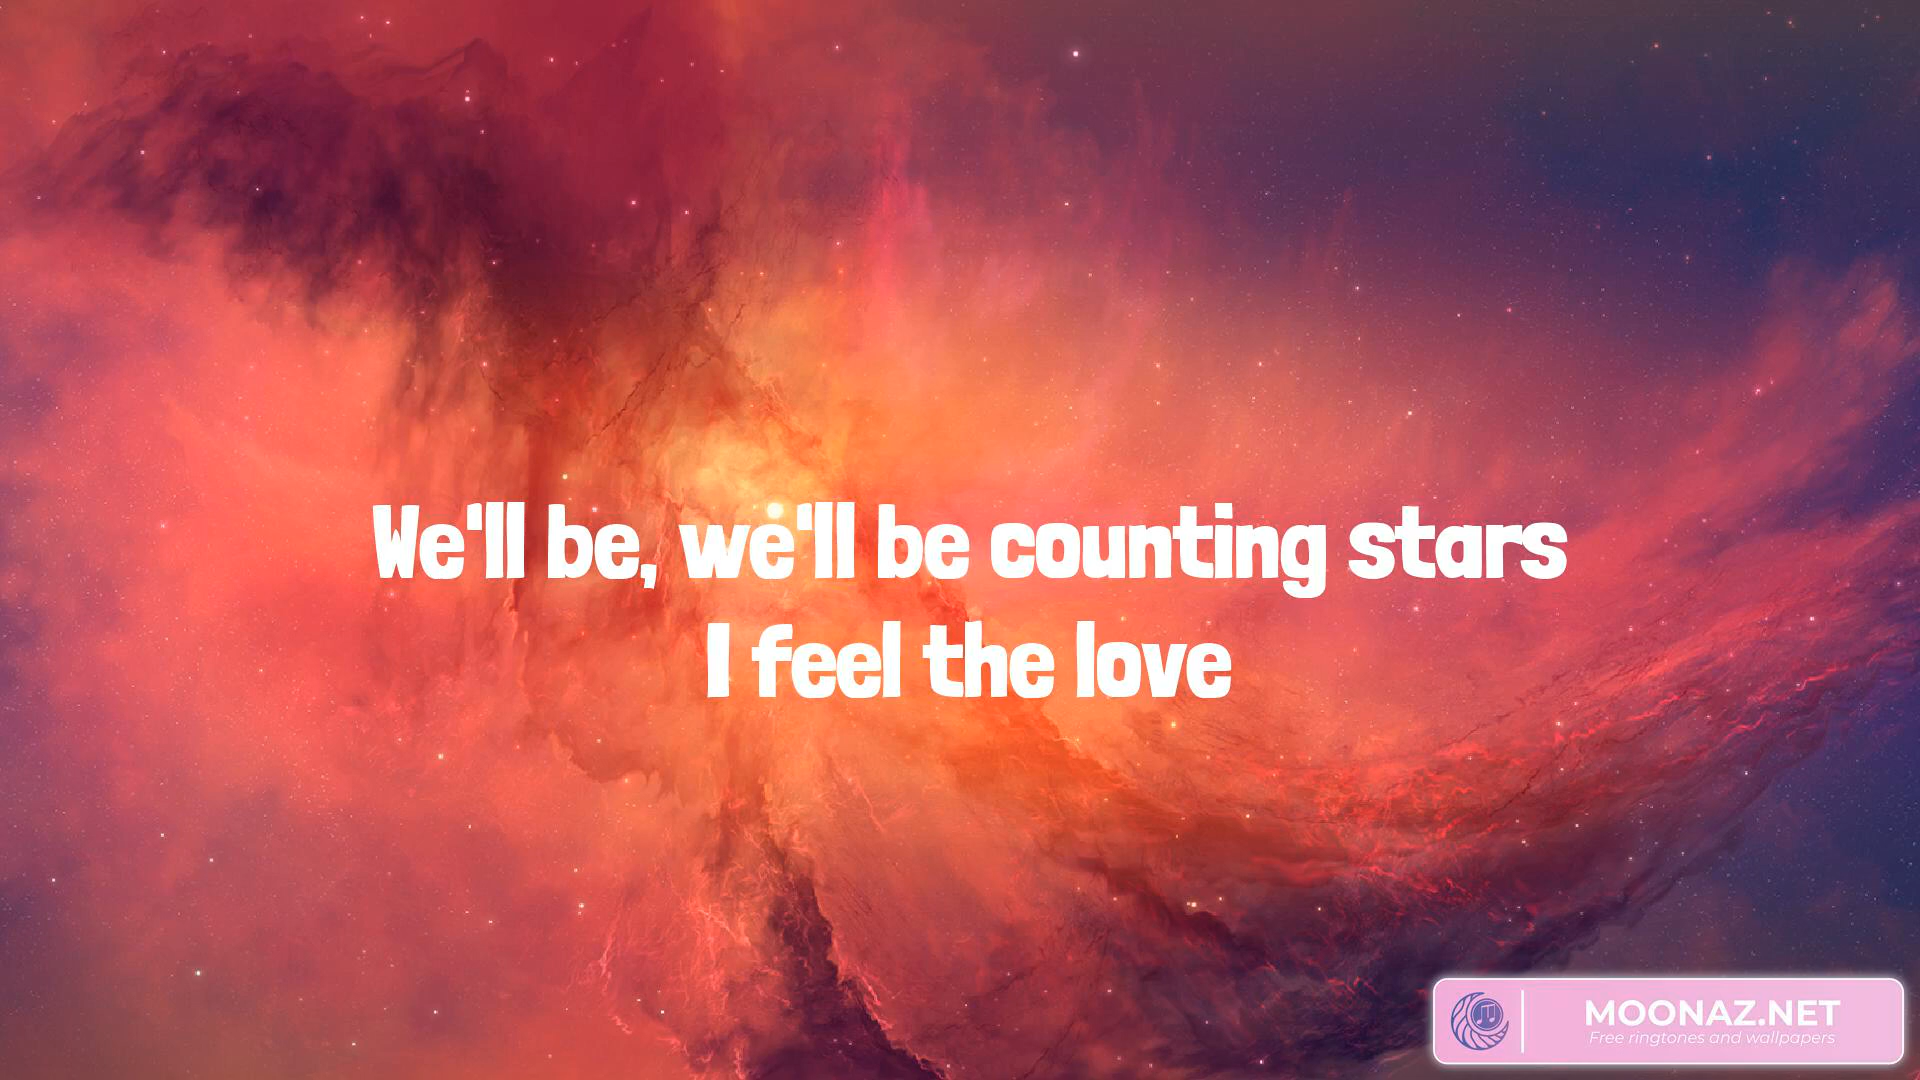 We'll be, we'll be counting stars
I feel the love
MOONAZ.NET
Free ringtones and wallpapers